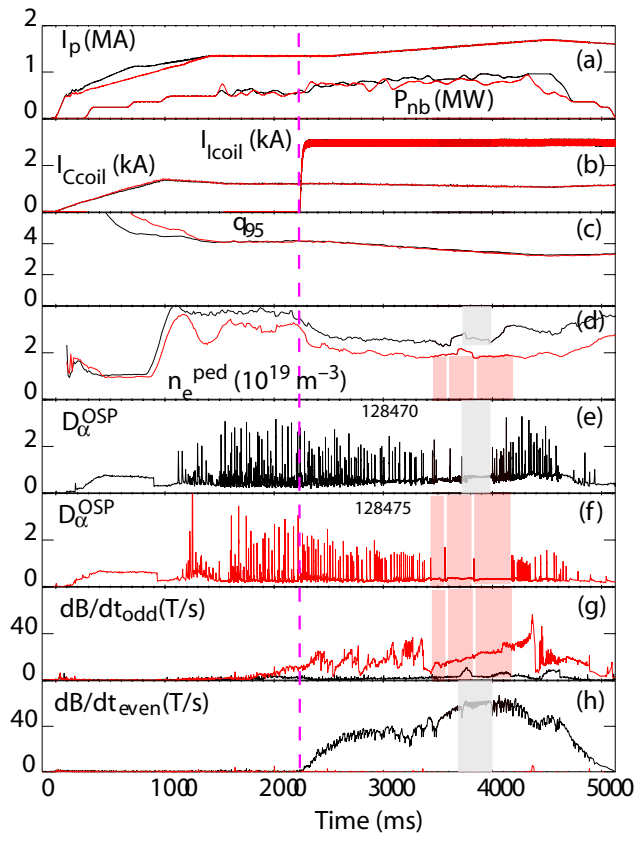 2 I_p (MA)
1 (a)
0 P_nb (MW)
I_Icoil (kA)
2 I_Ccoil (kA) (b)
0
4 q_95 (c)
2
0
(d)
2
0 n_e^ped (10^19 m^−3)
D_α^OSP 128470 (e)
2
0
D_α^OSP 128475 (f)
2
0
dB/dt_odd(T/s) (g)
40
0
dB/dt_even(T/s) (h)
40
0
0 1000 2000 3000 4000 5000
Time (ms)